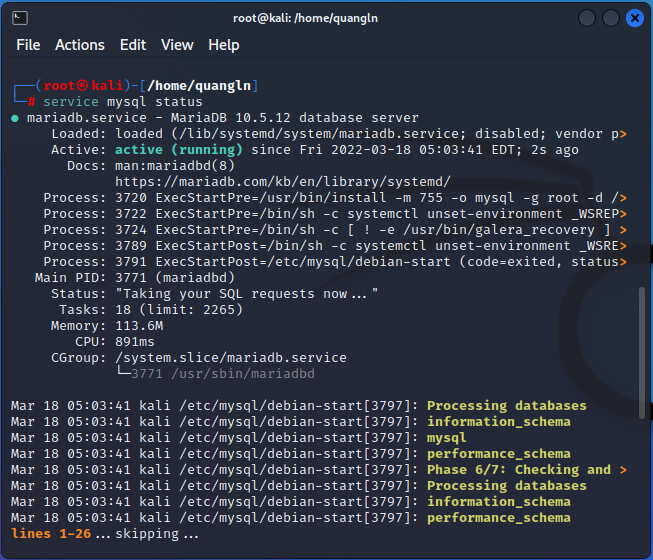 root@kali: /home/quangln
File Actions Edit View Help
┌──(root㉿kali)-[/home/quangln]
└─# service mysql status
● mariadb.service - MariaDB 10.5.12 database server
Loaded: loaded (/lib/systemd/system/mariadb.service; disabled; vendor p>
Active: active (running) since Fri 2022-03-18 05:03:41 EDT; 2s ago
Docs: man:mariadbd(8)
https://mariadb.com/kb/en/library/systemd/
Process: 3720 ExecStartPre=/usr/bin/install -m 755 -o mysql -g root -d />
Process: 3722 ExecStartPre=/bin/sh -c systemctl unset-environment _WSREP>
Process: 3724 ExecStartPre=/bin/sh -c [ ! -e /usr/bin/galera_recovery ] >
Process: 3789 ExecStartPost=/bin/sh -c systemctl unset-environment _WSRE>
Process: 3791 ExecStartPost=/etc/mysql/debian-start (code=exited, status>
Main PID: 3771 (mariadbd)
Status: "Taking your SQL requests now..."
Tasks: 18 (limit: 2265)
Memory: 113.6M
CPU: 891ms
CGroup: /system.slice/mariadb.service
└─3771 /usr/sbin/mariadbd
Mar 18 05:03:41 kali /etc/mysql/debian-start[3797]: Processing databases
Mar 18 05:03:41 kali /etc/mysql/debian-start[3797]: information_schema
Mar 18 05:03:41 kali /etc/mysql/debian-start[3797]: mysql
Mar 18 05:03:41 kali /etc/mysql/debian-start[3797]: performance_schema
Mar 18 05:03:41 kali /etc/mysql/debian-start[3797]: Phase 6/7: Checking and >
Mar 18 05:03:41 kali /etc/mysql/debian-start[3797]: Processing databases
Mar 18 05:03:41 kali /etc/mysql/debian-start[3797]: information_schema
Mar 18 05:03:41 kali /etc/mysql/debian-start[3797]: performance_schema
lines 1-26...skipping...